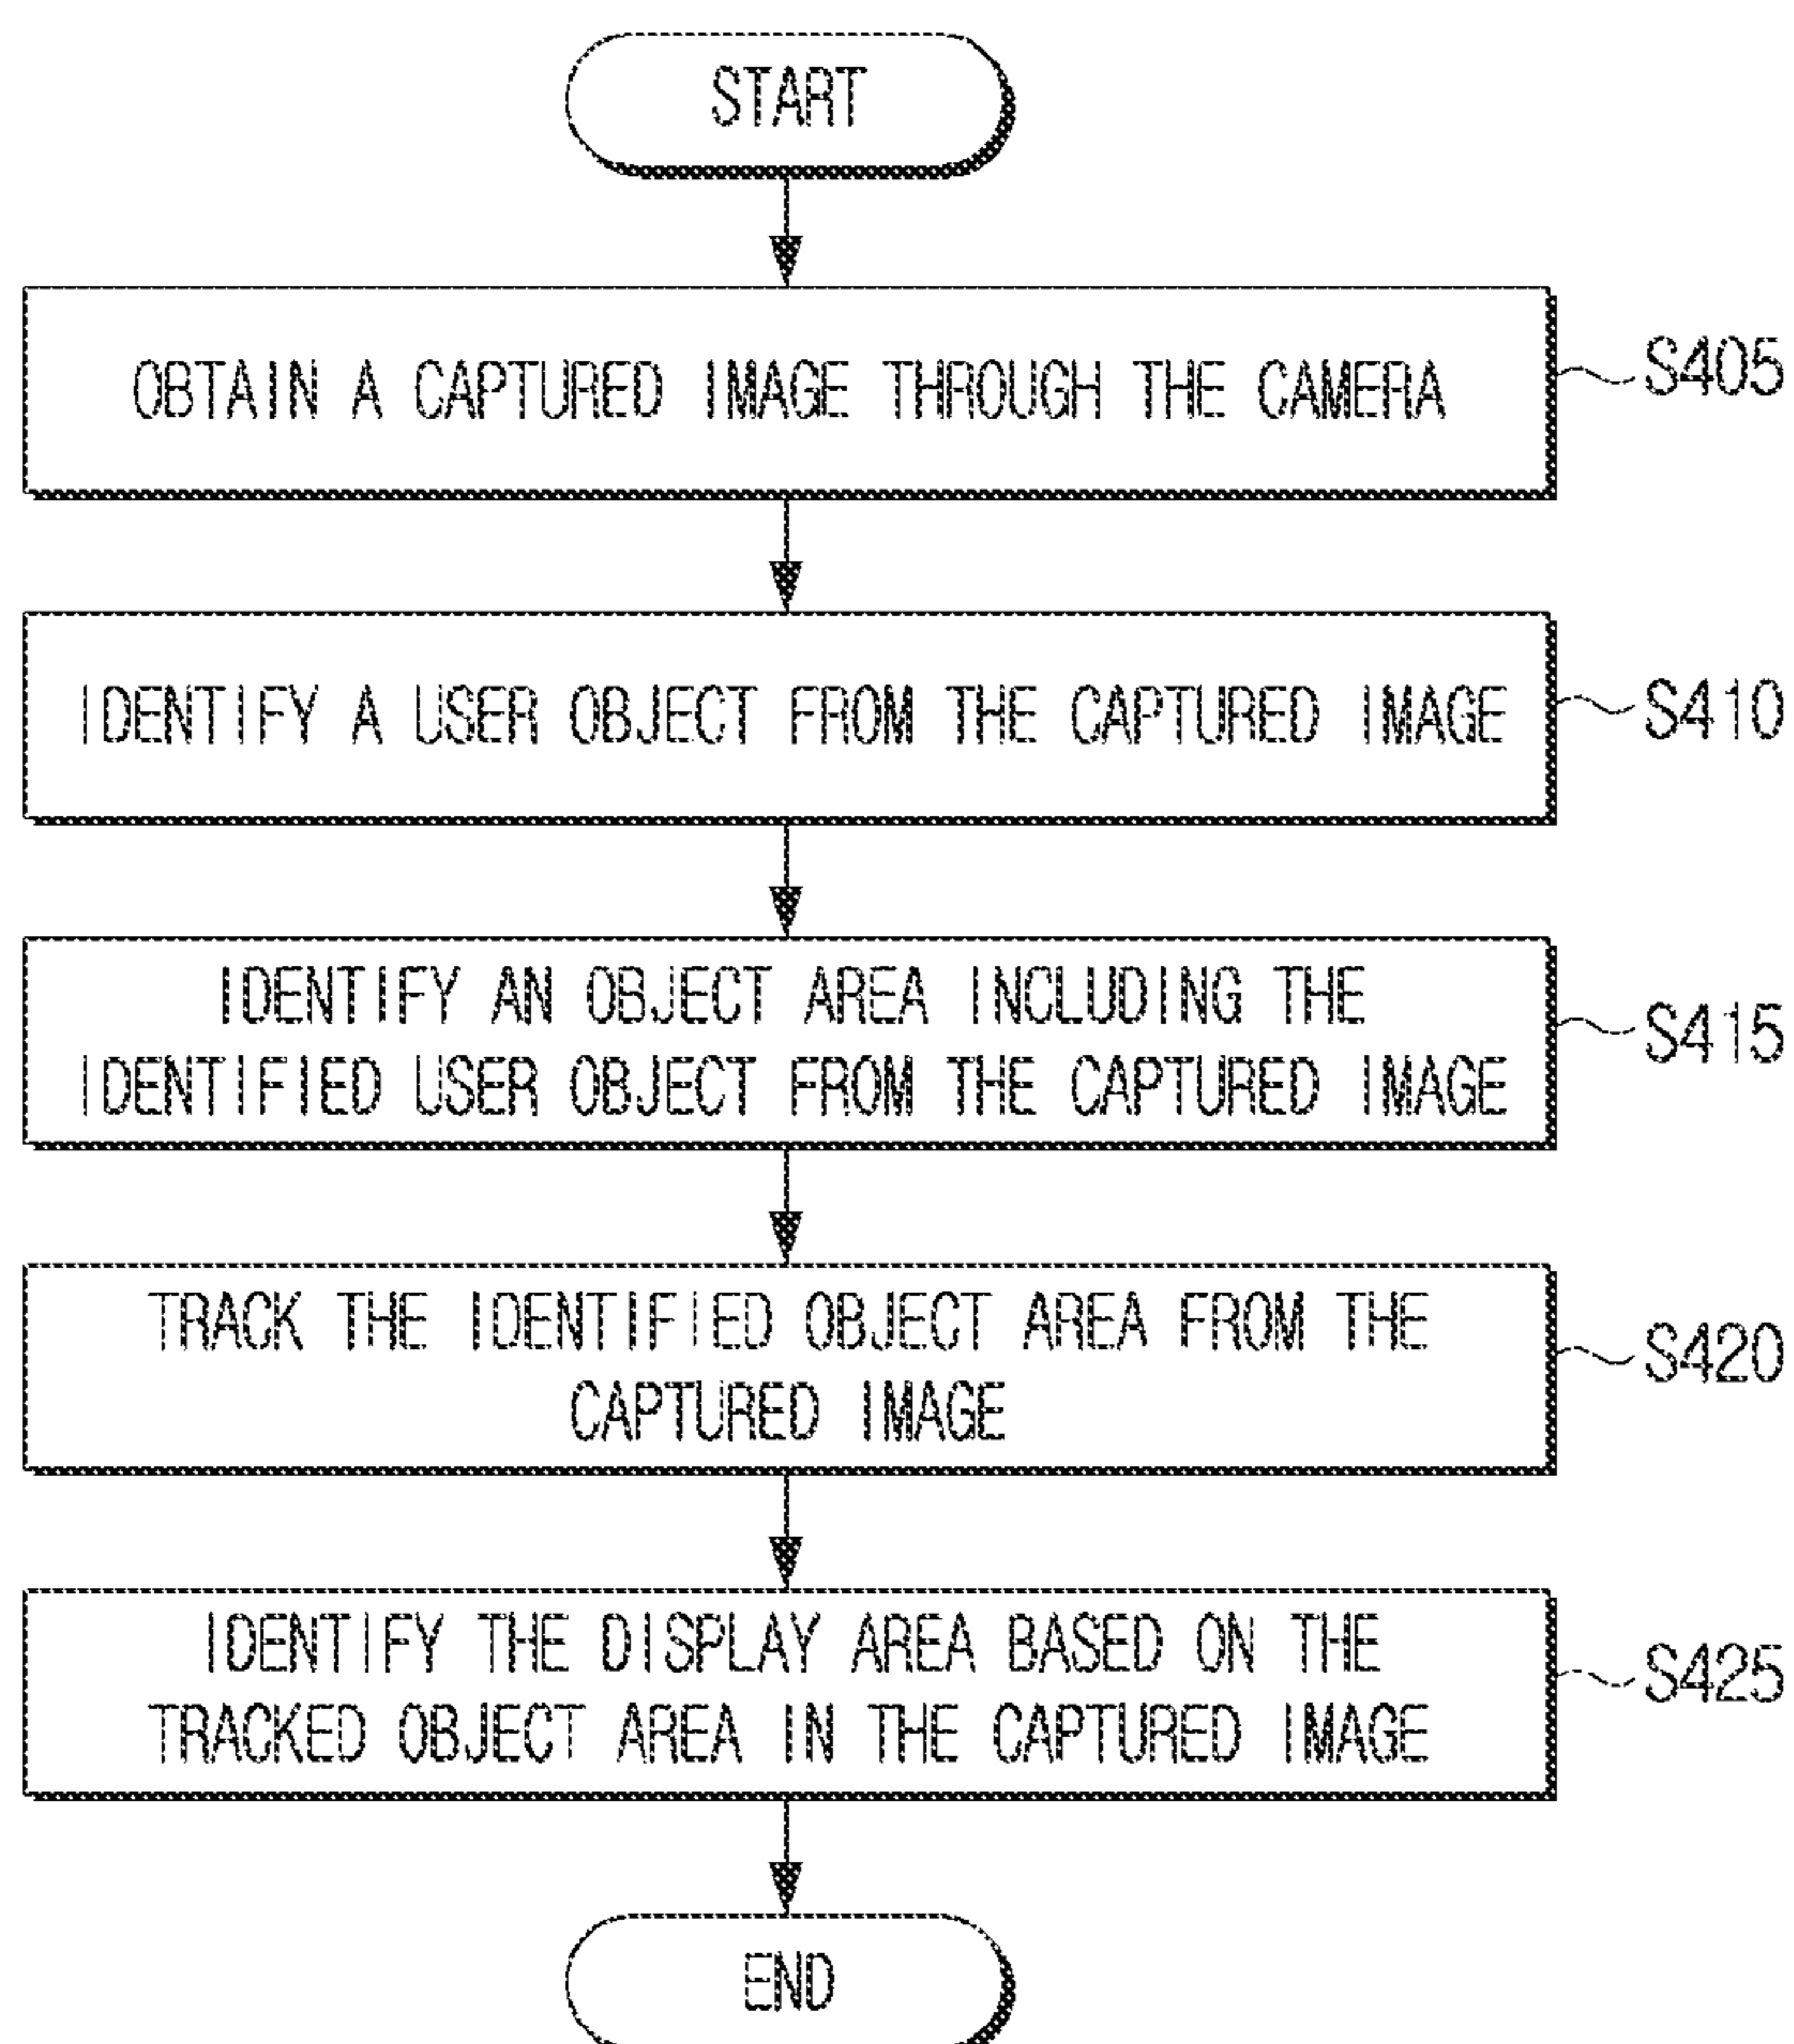 START
OBTAIN A CAPTURED IMAGE THROUGH THE CAMERA
S405
IDENTIFY A USER OBJECT FROM THE CAPTURED IMAGE
S410
IDENTIFY AN OBJECT AREA INCLUDING THE
IDENTIFIED USER OBJECT FROM THE CAPTURED IMAGE
S415
TRACK THE IDENTIFIED OBJECT AREA FROM THE
CAPTURED IMAGE
S420
IDENTIFY THE DISPLAY AREA BASED ON THE
TRACKED OBJECT AREA IN THE CAPTURED IMAGE
S425
END